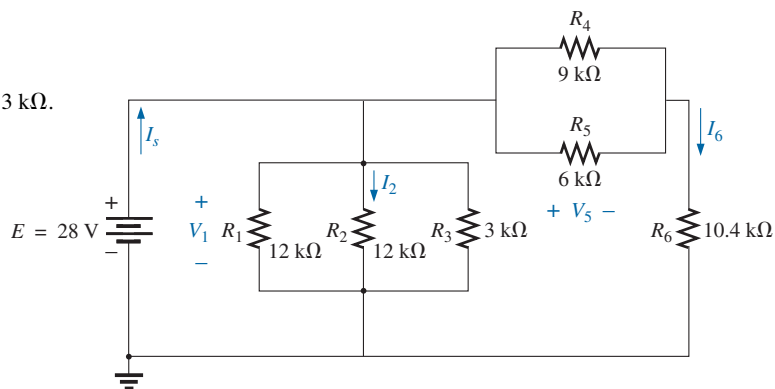 R4
9 kΩ
3 kΩ.
Is
R5
I6
6 kΩ
I2
+ V5 −
+
E = 28 V
−
+
V1
−
R1
12 kΩ
R2
12 kΩ
R3
3 kΩ
R6
10.4 kΩ